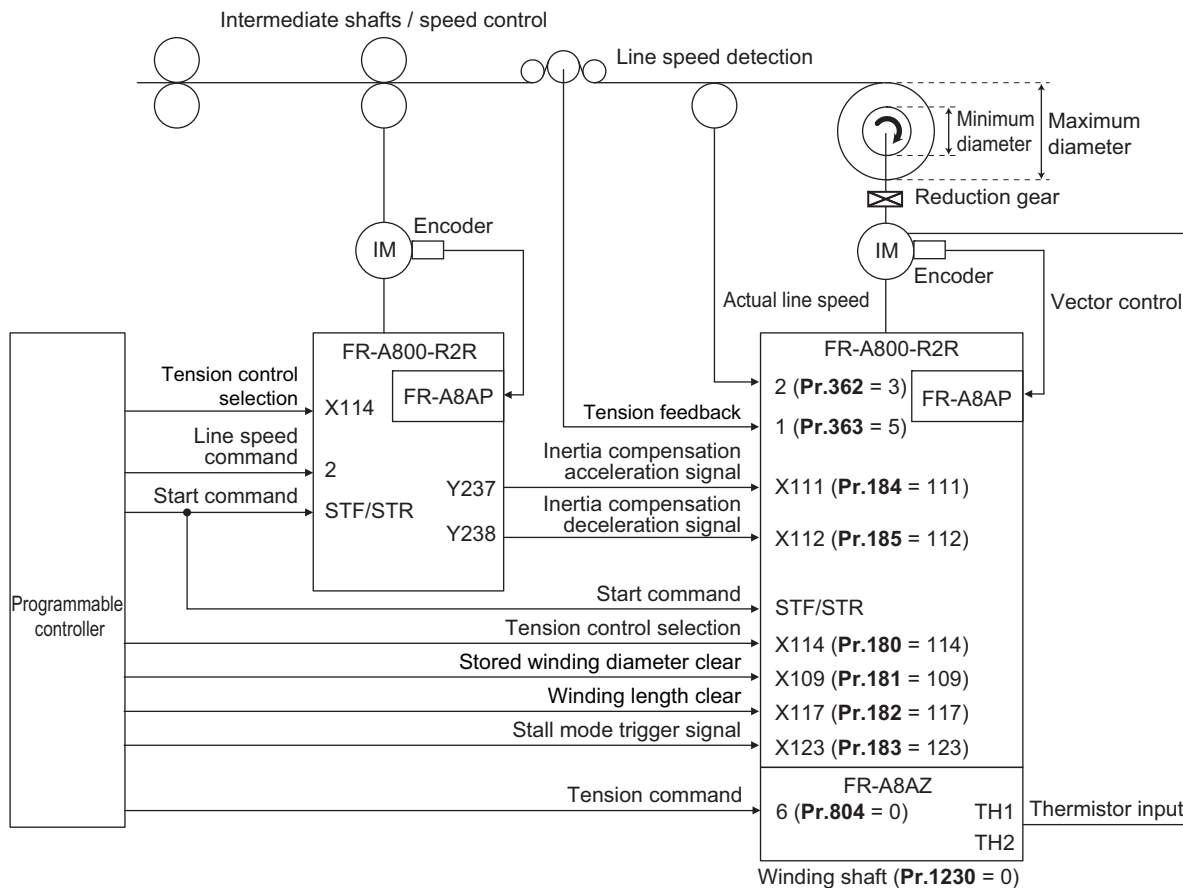 Intermediate shafts / speed control
Line speed detection
Minimum
diameter
Maximum
diameter
Reduction gear
Encoder
IM
IM
Encoder
Actual line speed
Vector control
FR-A800-R2R
FR-A8AP
Tension control
selection
X114
Line speed
command
2
Start command
STF/STR
Y237
Y238
Programmable
controller
FR-A800-R2R
FR-A8AP
2 (Pr.362 = 3)
Tension feedback
1 (Pr.363 = 5)
Inertia compensation
acceleration signal
X111 (Pr.184 = 111)
Inertia compensation
deceleration signal
X112 (Pr.185 = 112)
Start command
STF/STR
Tension control selection
X114 (Pr.180 = 114)
Stored winding diameter clear
X109 (Pr.181 = 109)
Winding length clear
X117 (Pr.182 = 117)
Stall mode trigger signal
X123 (Pr.183 = 123)
FR-A8AZ
Tension command
6 (Pr.804 = 0)
TH1
Thermistor input
TH2
Winding shaft (Pr.1230 = 0)